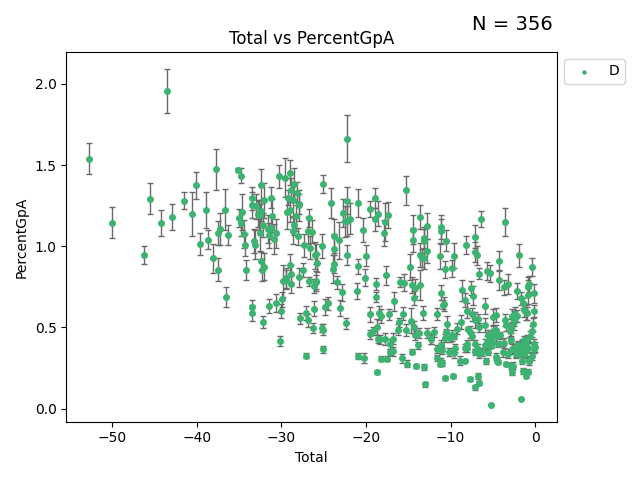 N = 356
Total vs PercentGpA
D
PercentGpA
2.0
1.5
1.0
0.5
0.0
−50 −40 −30 −20 −10 0
Total